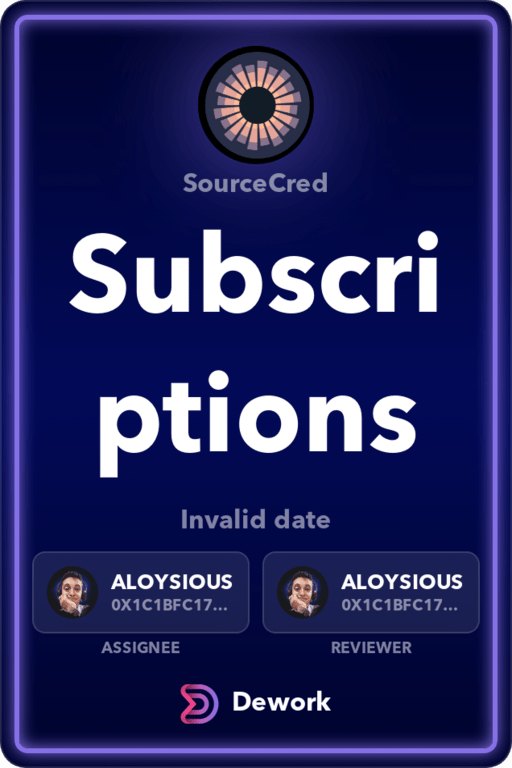 SourceCred
Subscri
ptions
Invalid date
ALOYSIOUS
0X1C1BFC17...
ALOYSIOUS
0X1C1BFC17...
ASSIGNEE
REVIEWER
Dework